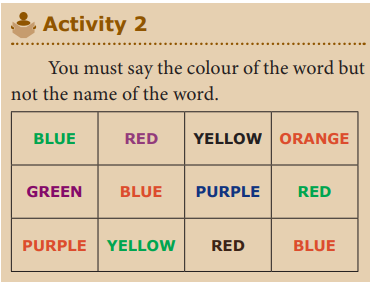 Activity 2
You must say the colour of the word but
not the name of the word.
BLUE RED YELLOW ORANGE
GREEN BLUE PURPLE RED
PURPLE YELLOW RED BLUE